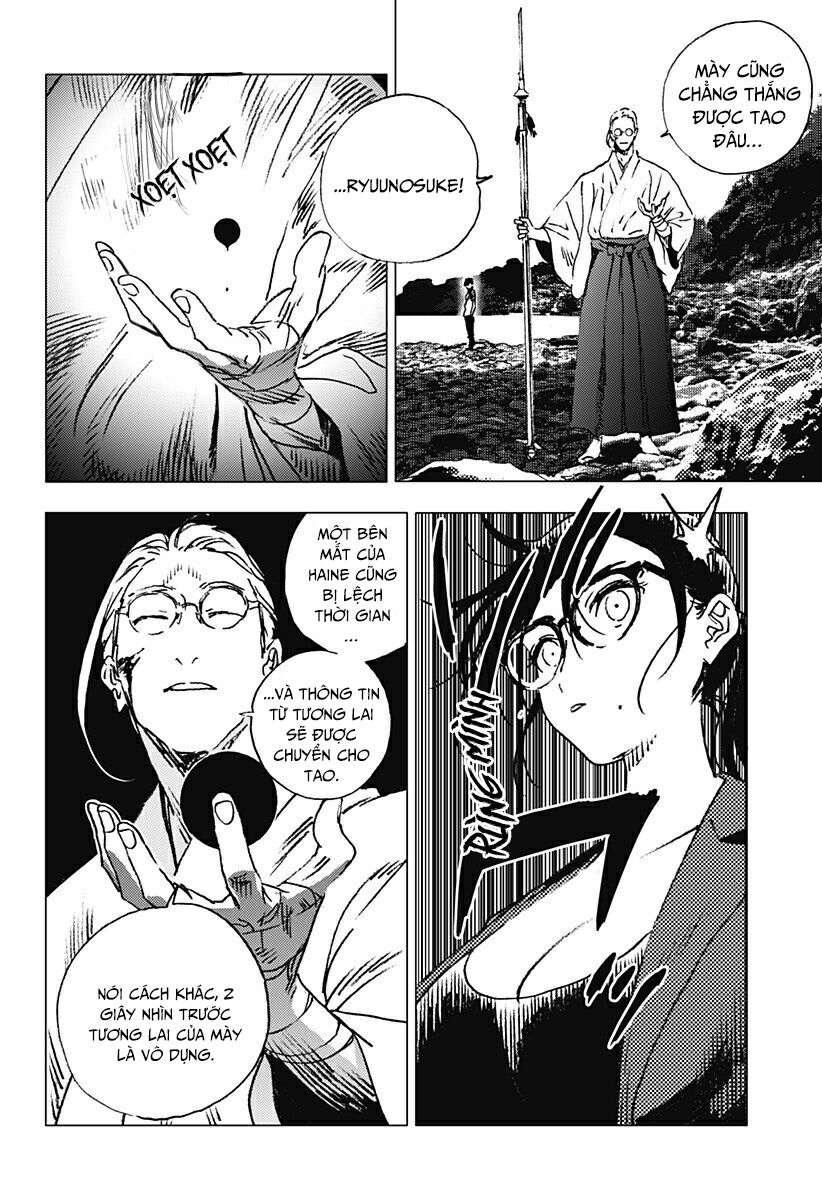 MÀY CŨNG
CHẲNG THẮNG
ĐƯỢC TAO
ĐÂU...
...RYUUNOSUKE!
XOẸT XOẸT
RÙNG MÌNH
MỘT BÊN
MẮT CỦA
HAINE CŨNG
BỊ LỆCH
THỜI GIAN
...
...VÀ THÔNG TIN
TỪ TƯƠNG LAI
SẼ ĐƯỢC
CHUYỂN CHO
TAO.
NÓI CÁCH KHÁC, 2
GIÂY NHÌN TRƯỚC
TƯƠNG LAI CỦA MÀY
LÀ VÔ DỤNG.